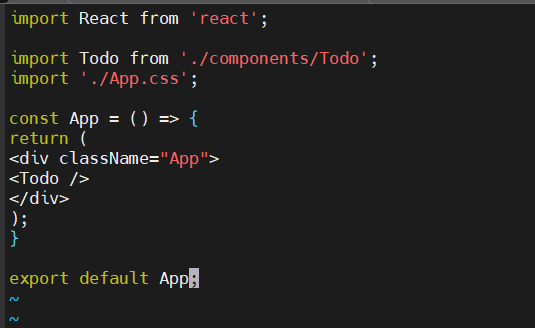 import React from 'react';

import Todo from './components/Todo';
import './App.css';

const App = () => {
return (
<div className="App">
<Todo />
</div>
);
}

export default App;
~
~